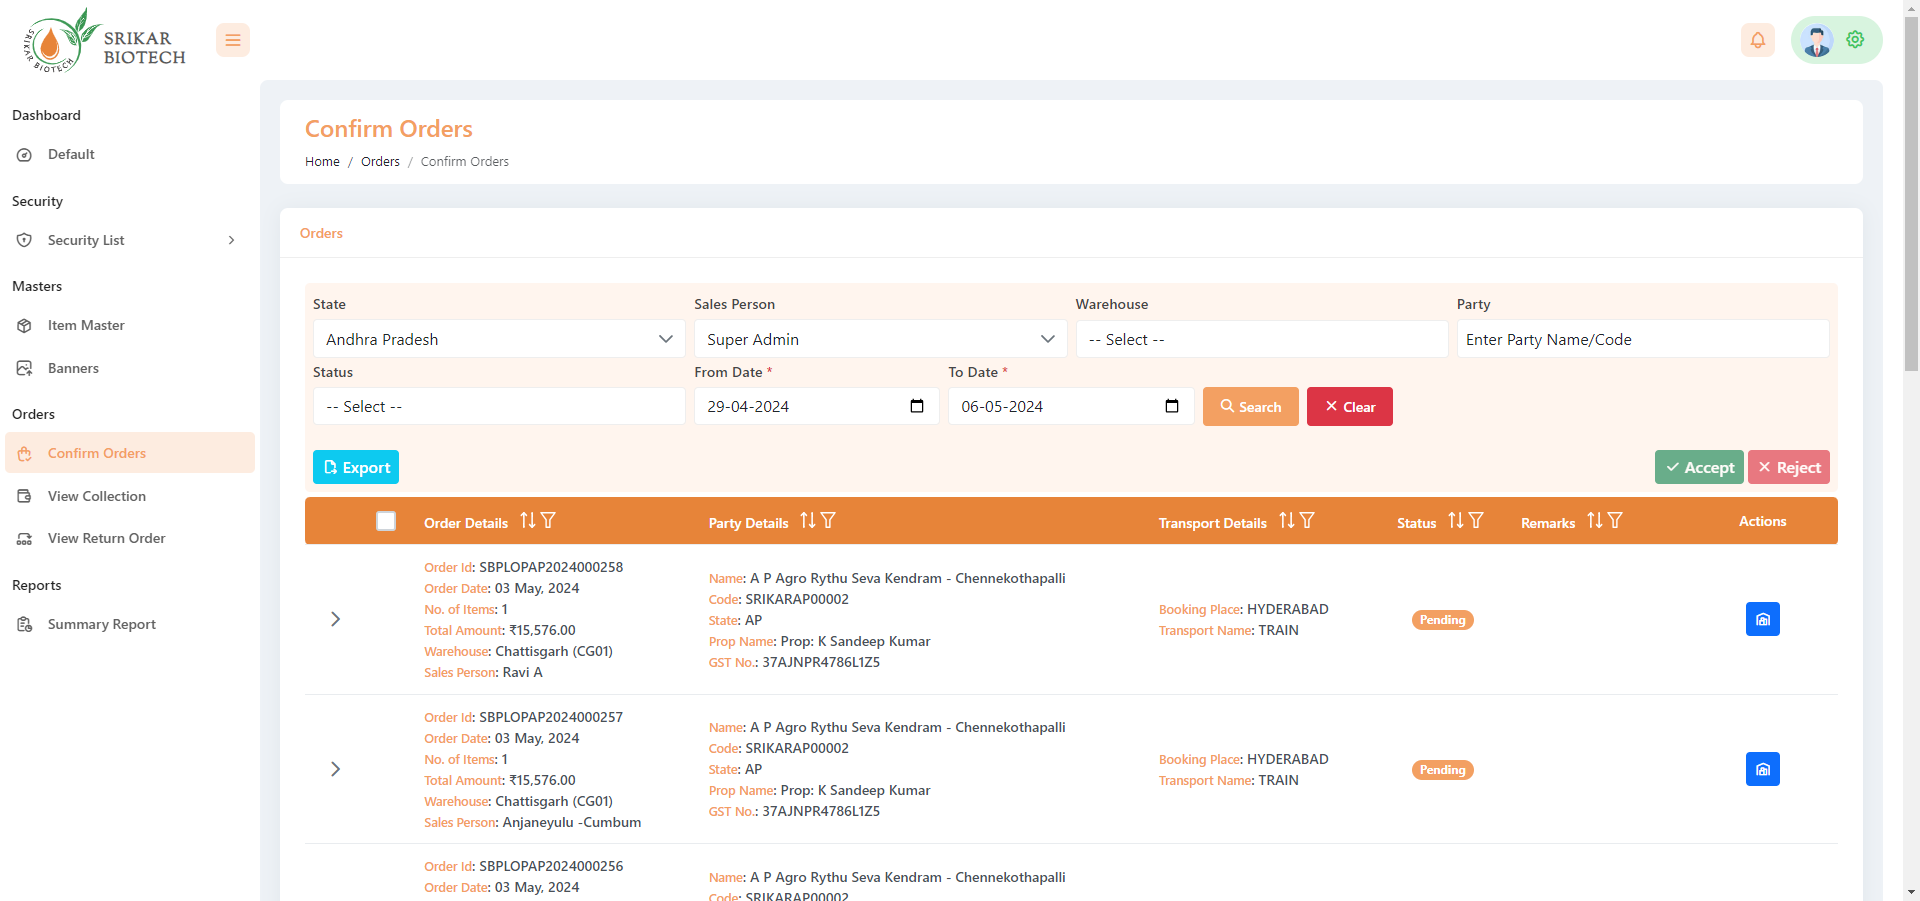 SRIKAR BIOTECH
SRIKAR
BIOTECH
Dashboard
Default
Security
Security List
Masters
Item Master
Banners
Orders
Confirm Orders
View Collection
View Return Order
Reports
Summary Report
Confirm Orders
Home / Orders / Confirm Orders
Orders
State
Sales Person
Warehouse
Party
Andhra Pradesh
Super Admin
-- Select --
Enter Party Name/Code
Status
From Date *
To Date *
-- Select --
29-04-2024
06-05-2024
Search
Clear
Export
Accept
Reject
Order Details
Party Details
Transport Details
Status
Remarks
Actions
Order Id: SBPLOPAP2024000258
Order Date: 03 May, 2024
No. of Items: 1
Total Amount: ₹15,576.00
Warehouse: Chattisgarh (CG01)
Sales Person: Ravi A
Name: A P Agro Rythu Seva Kendram - Chennekothapalli
Code: SRIKARAP00002
State: AP
Prop Name: Prop: K Sandeep Kumar
GST No.: 37AJNPR4786L1Z5
Booking Place: HYDERABAD
Transport Name: TRAIN
Pending
Order Id: SBPLOPAP2024000257
Order Date: 03 May, 2024
No. of Items: 1
Total Amount: ₹15,576.00
Warehouse: Chattisgarh (CG01)
Sales Person: Anjaneyulu -Cumbum
Name: A P Agro Rythu Seva Kendram - Chennekothapalli
Code: SRIKARAP00002
State: AP
Prop Name: Prop: K Sandeep Kumar
GST No.: 37AJNPR4786L1Z5
Booking Place: HYDERABAD
Transport Name: TRAIN
Pending
Order Id: SBPLOPAP2024000256
Order Date: 03 May, 2024
Name: A P Agro Rythu Seva Kendram - Chennekothapalli
Code: SRIKARAP00002